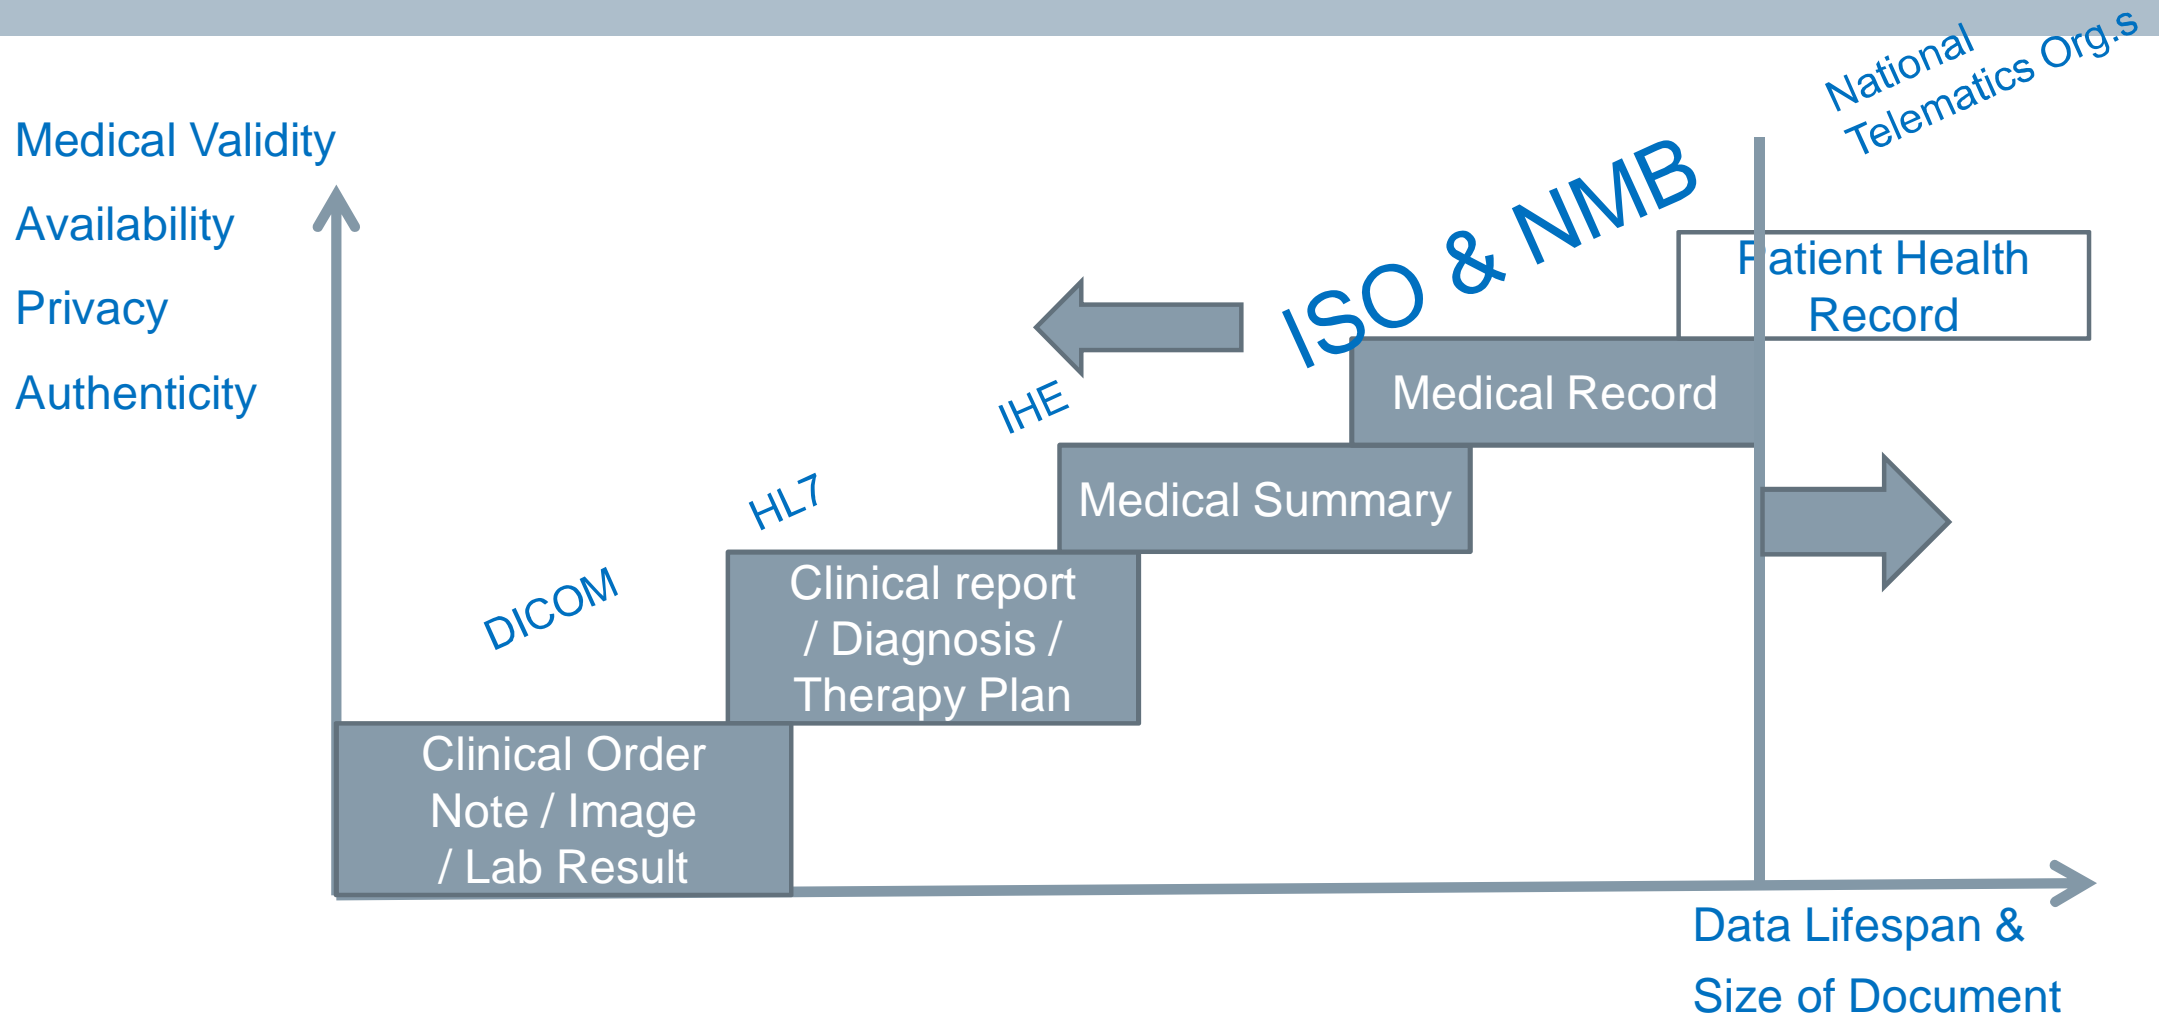 National
Telematics Org.s
Medical Validity
Availability
Privacy
Authenticity
ISO & NMB
Patient Health
Record
IHE
Medical Record
HL7
Medical Summary
DICOM
Clinical report
/ Diagnosis /
Therapy Plan
Clinical Order
Note / Image
/ Lab Result
Data Lifespan &
Size of Document